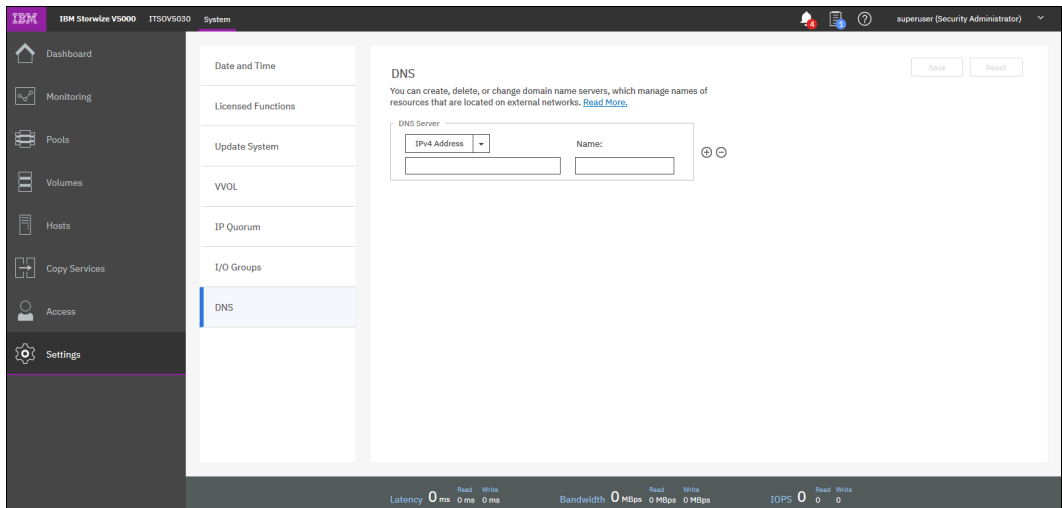 IBM IBM Storwize V5000 ITSOV5030 System 4 1 ? superuser (Security Administrator)
Dashboard
Monitoring
Pools
Volumes
Hosts
Copy Services
Access
Settings
Date and Time
Licensed Functions
Update System
VVOL
IP Quorum
I/O Groups
DNS
DNS
Save Reset
You can create, delete, or change domain name servers, which manage names of
resources that are located on external networks. Read More.
DNS Server
IPv4 Address Name:
Read Write Read Write Read Write
Latency 0 ms 0 ms 0 ms Bandwidth 0 MBps 0 MBps 0 MBps IOPS 0 0 0